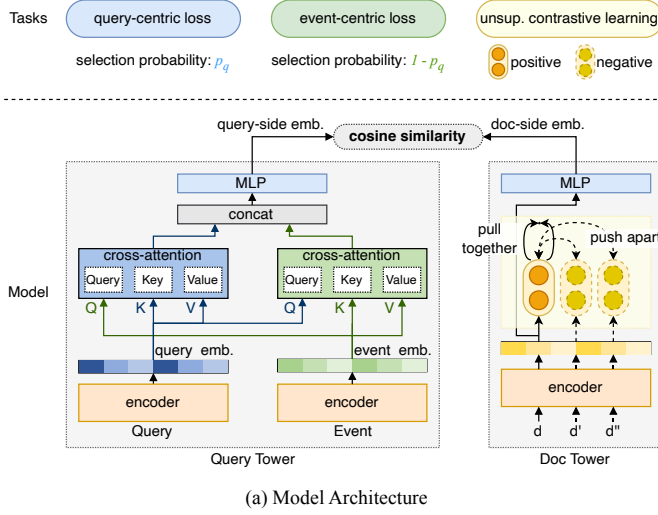 Tasks
query-centric loss
event-centric loss
unsup. contrastive learning
selection probability: p_q
selection probability: 1 - p_q
positive
negative
query-side emb.
cosine similarity
doc-side emb.
MLP
MLP
concat
pull together
push apart
cross-attention
cross-attention
Query Key Value
Query Key Value
Model
Q K V
Q K V
query emb.
event emb.
encoder
encoder
encoder
Query
Event
d d' d"
Query Tower
Doc Tower
(a) Model Architecture